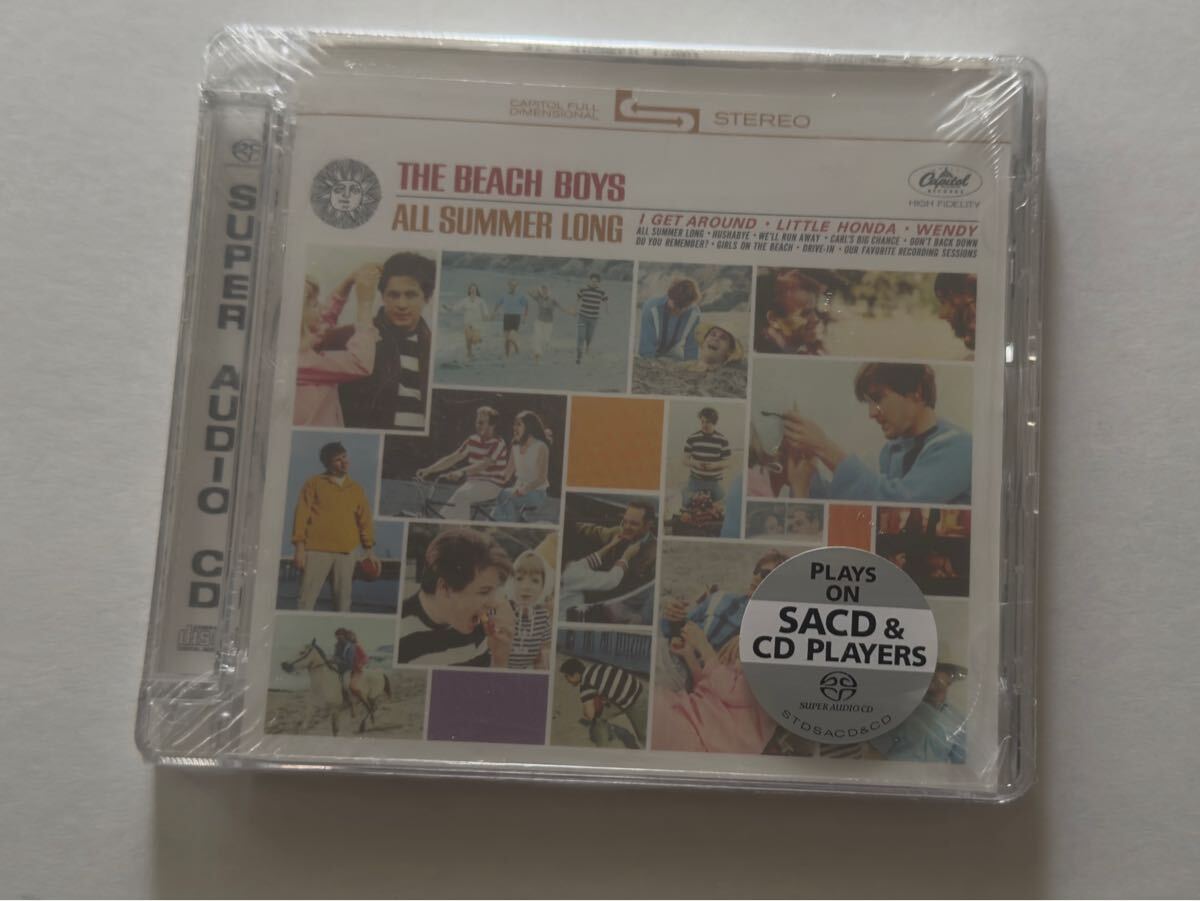 CAPITOL FULL
DIMENSIONAL
STEREO
THE BEACH BOYS
ALL SUMMER LONG
I GET AROUND · LITTLE HONDA · WENDY
ALL SUMMER LONG · HUSHABYE · WE'LL RUN AWAY · CARL'S BIG CHANCE · DON'T BACK DOWN
DO YOU REMEMBER? · GIRLS ON THE BEACH · DRIVE-IN · OUR FAVORITE RECORDING SESSIONS
Capitol
RECORDS
HIGH FIDELITY
SUPER AUDIO CD
PLAYS
ON
SACD &
CD PLAYERS
SUPER AUDIO CD
STDSACD&CD